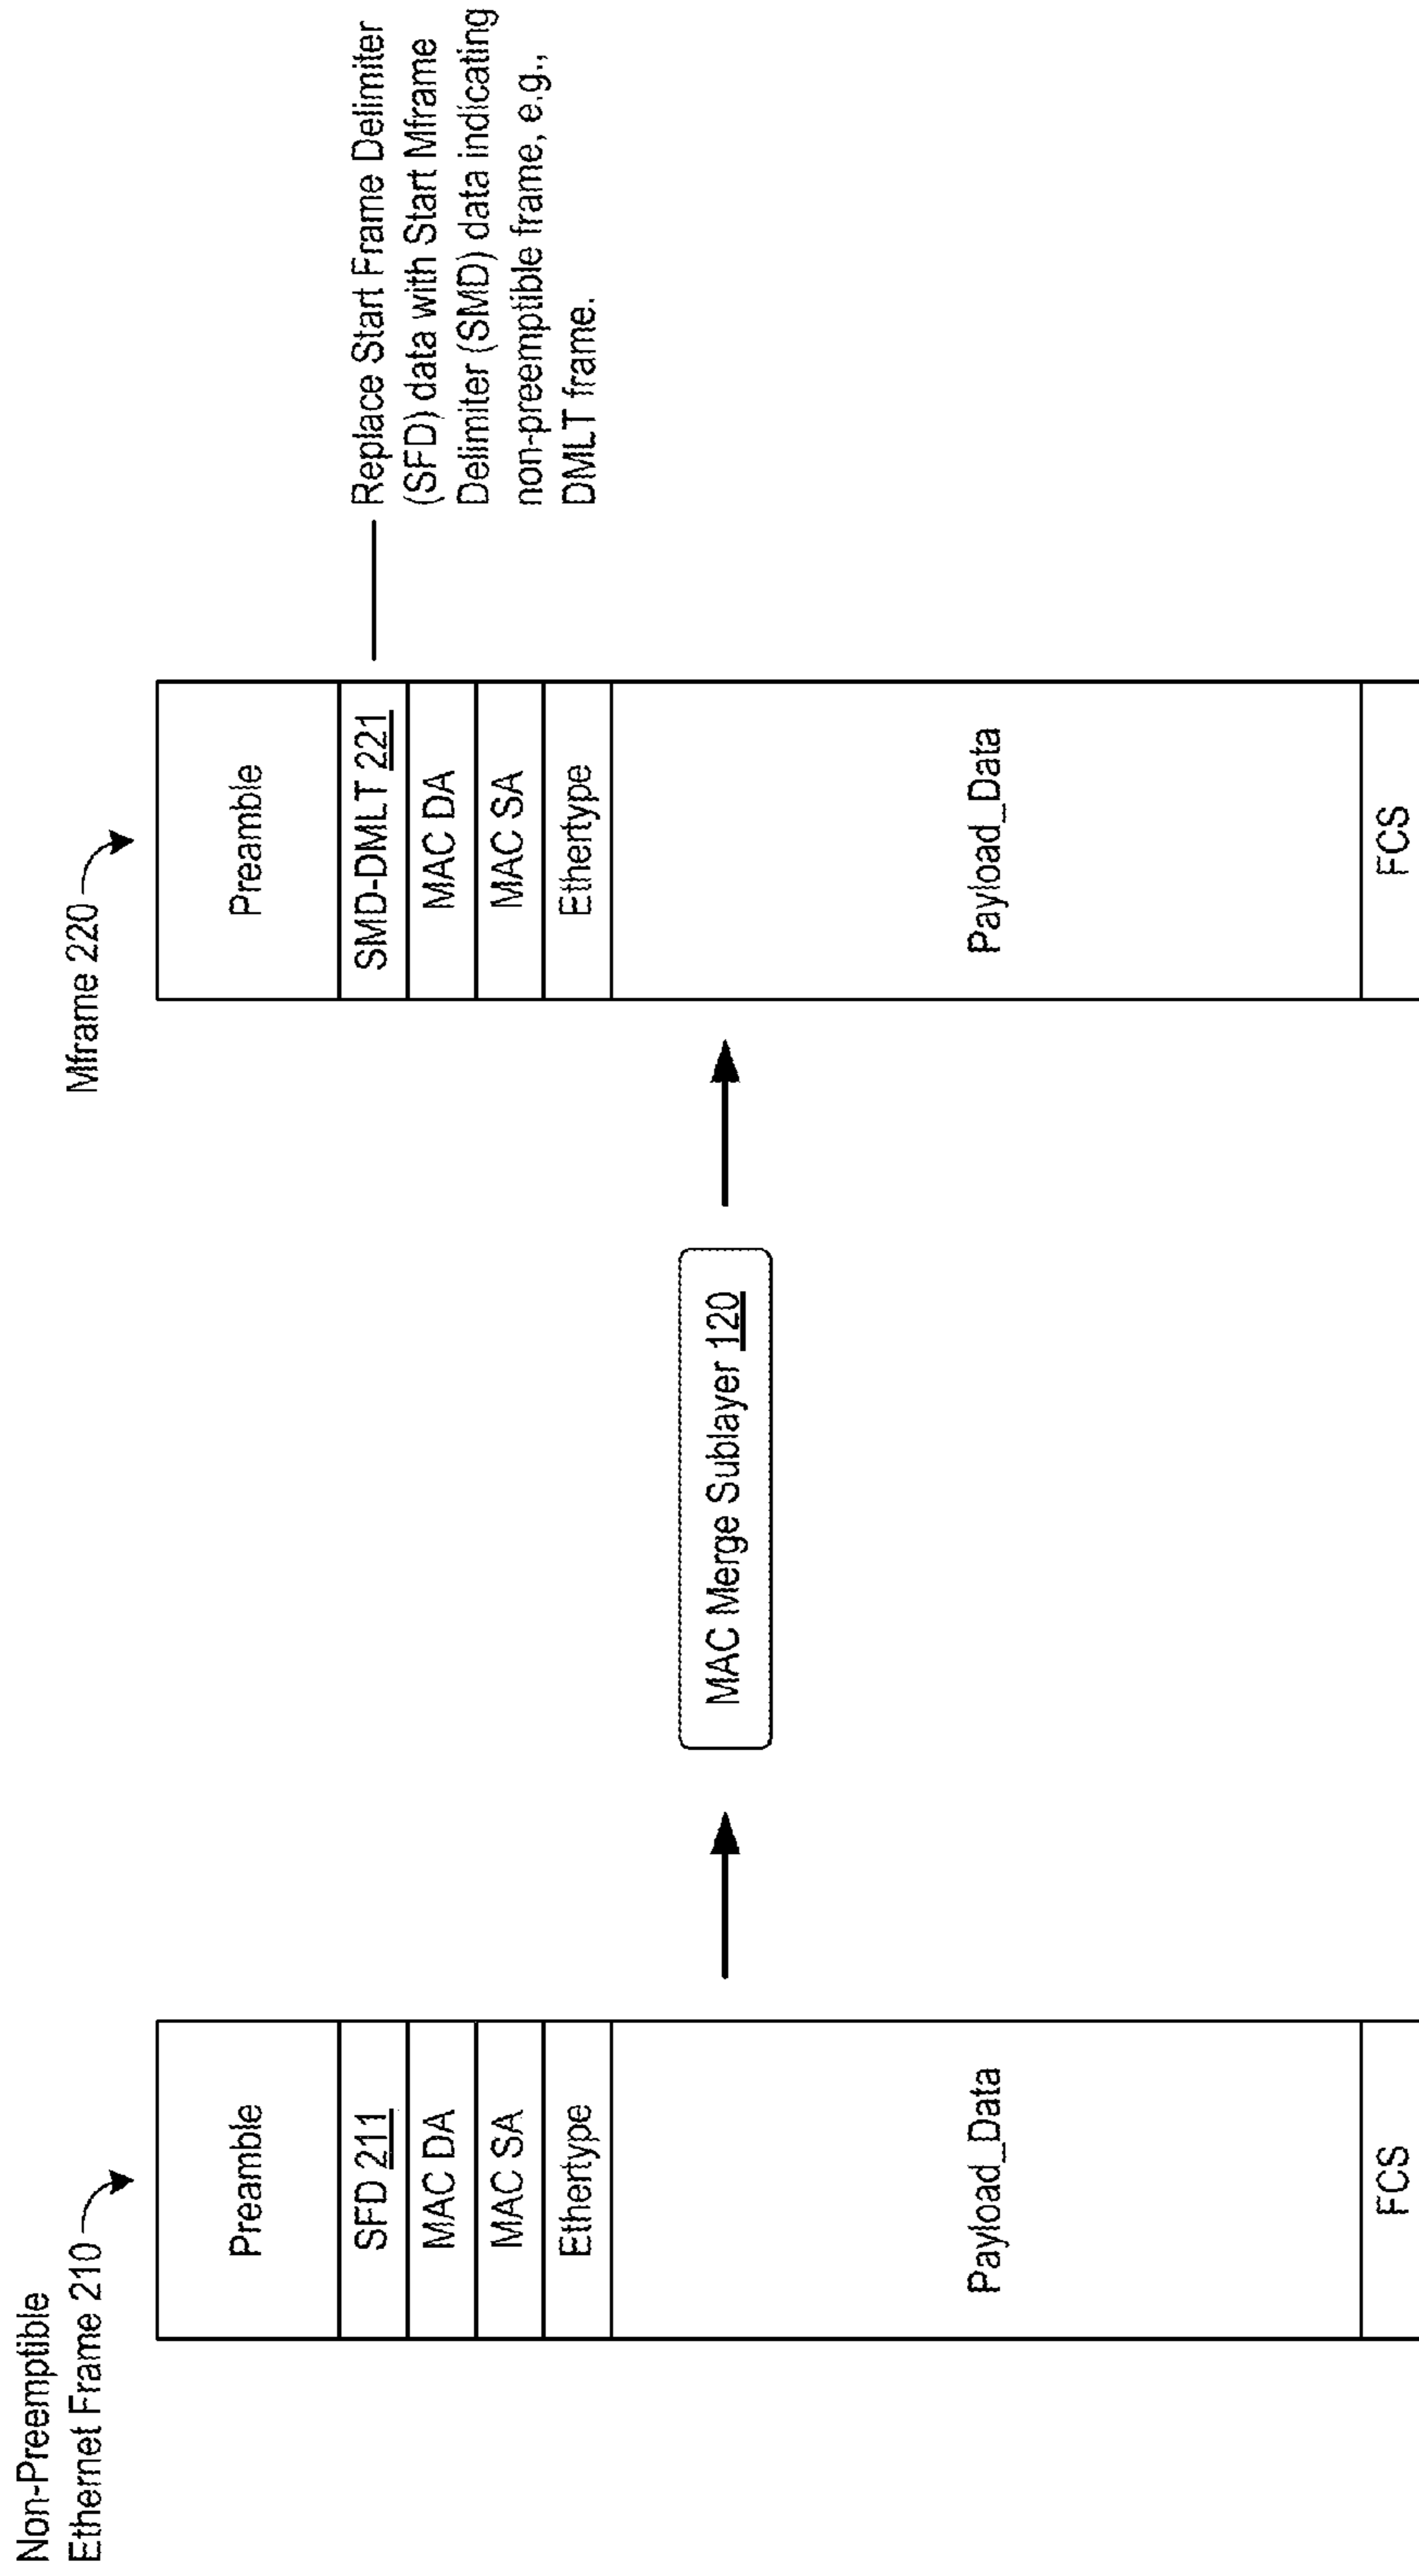 Non-Preemptible
Ethernet Frame 210
Preamble
SFD 211
MAC DA
MAC SA
Ethertype
Payload_Data
FCS
MAC Merge Sublayer 120
Mframe 220
Preamble
SMD-DMLT 221
MAC DA
MAC SA
Ethertype
Payload_Data
FCS
Replace Start Frame Delimiter
(SFD) data with Start Mframe
Delimiter (SMD) data indicating
non-preemptible frame, e.g.,
DMLT frame.